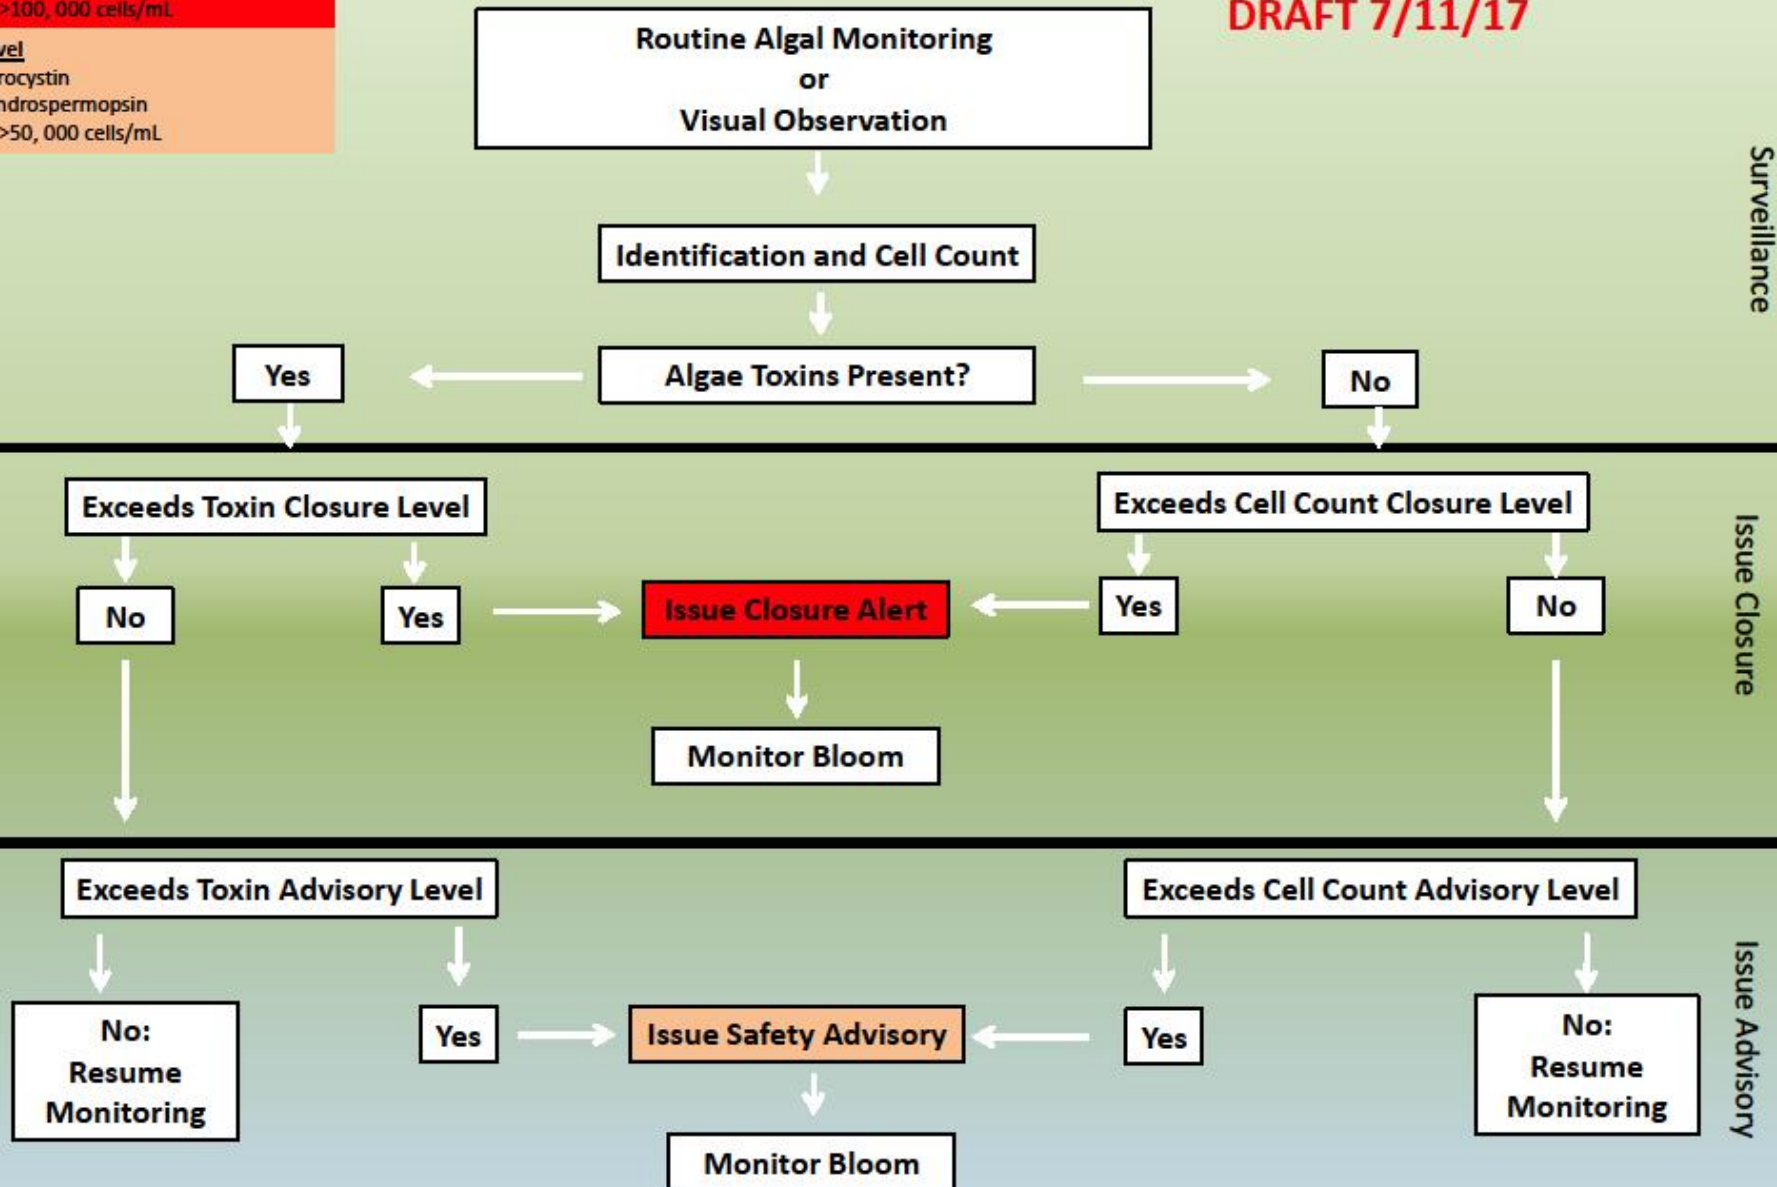 >100, 000 cells/mL
>50, 000 cells/mL
DRAFT 7/11/17
Routine Algal Monitoring
or
Visual Observation
Identification and Cell Count
Algae Toxins Present?
Yes
No
Surveillance
Exceeds Toxin Closure Level
Exceeds Cell Count Closure Level
No
Yes
Issue Closure Alert
Yes
No
Monitor Bloom
Issue Closure
Exceeds Toxin Advisory Level
Exceeds Cell Count Advisory Level
No:
Resume
Monitoring
Yes
Issue Safety Advisory
Yes
No:
Resume
Monitoring
Monitor Bloom
Issue Advisory